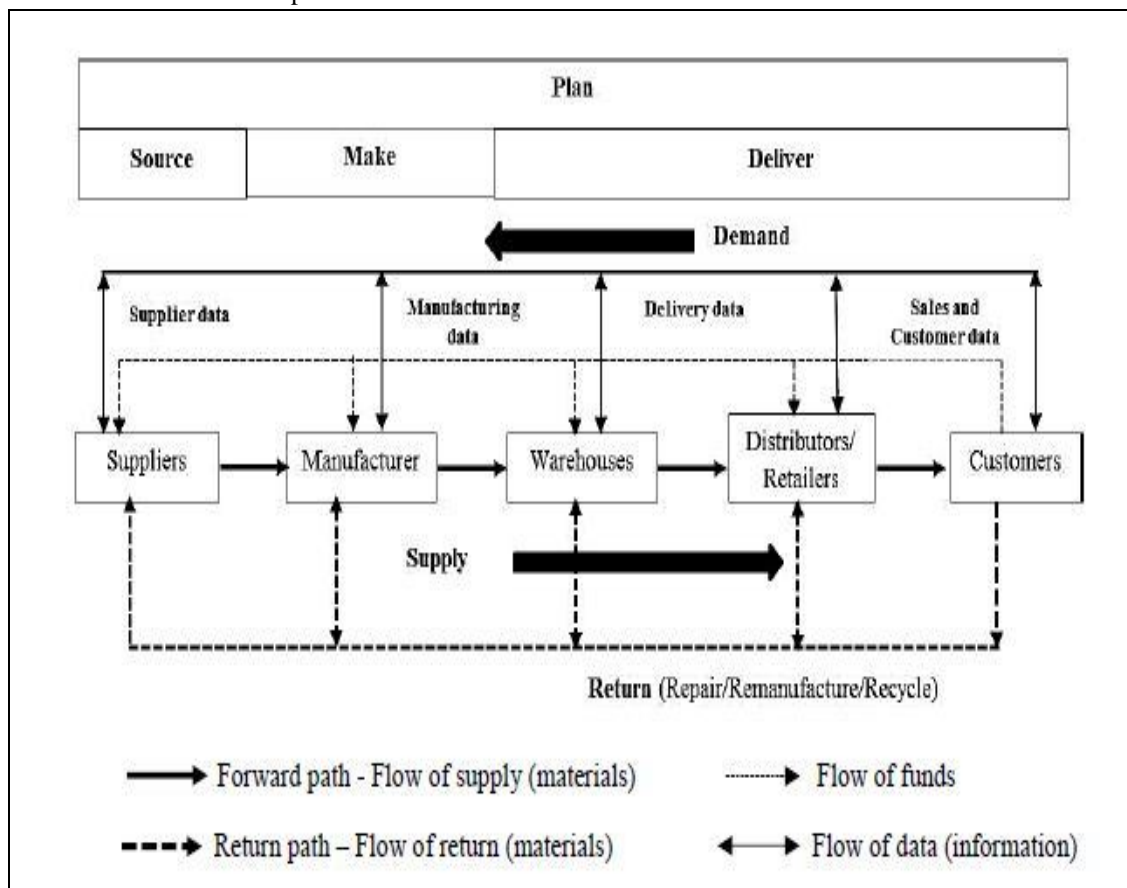 Plan
Source
Make
Deliver
Demand
Supplier data
Manufacturing
data
Delivery data
Sales and
Customer data
Suppliers
Manufacturer
Warehouses
Distributors/
Retailers
Customers
Supply
Return (Repair/Remanufacture/Recycle)
Forward path - Flow of supply (materials)
Flow of funds
Return path – Flow of return (materials)
Flow of data (information)